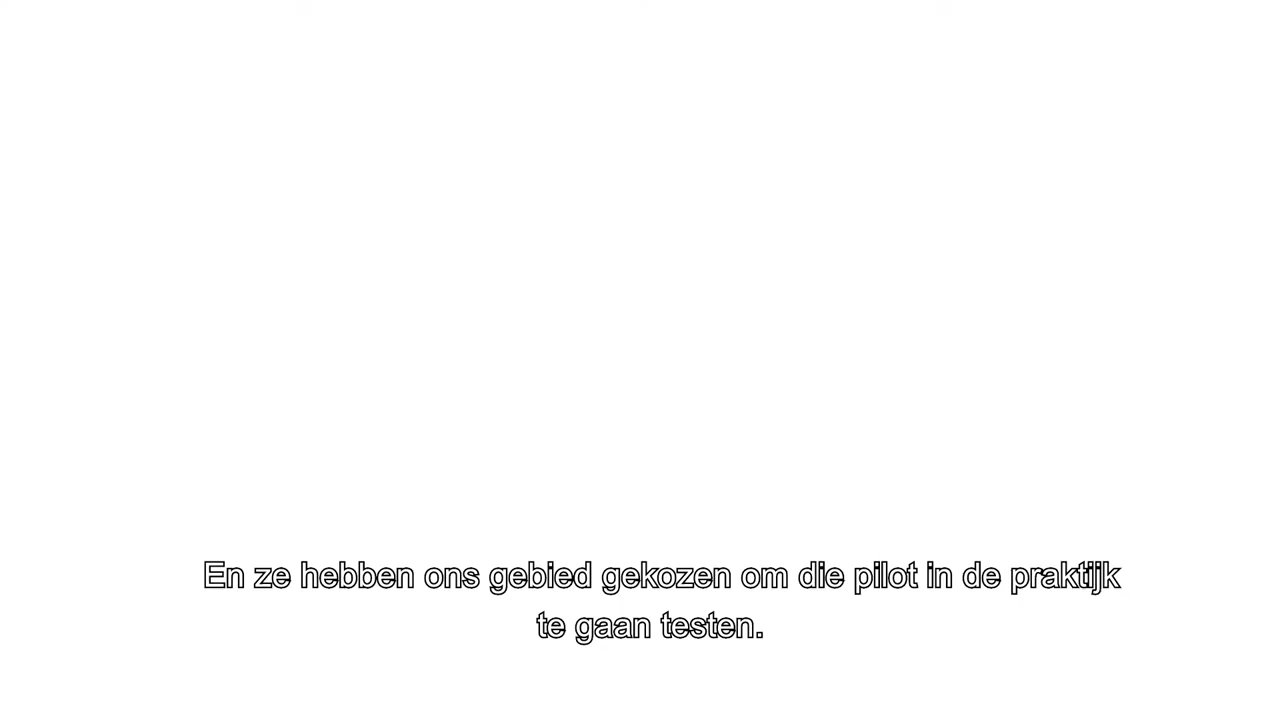 En ze hebben ons gebied gekozen om die pilot in de praktijk
te gaan testen.